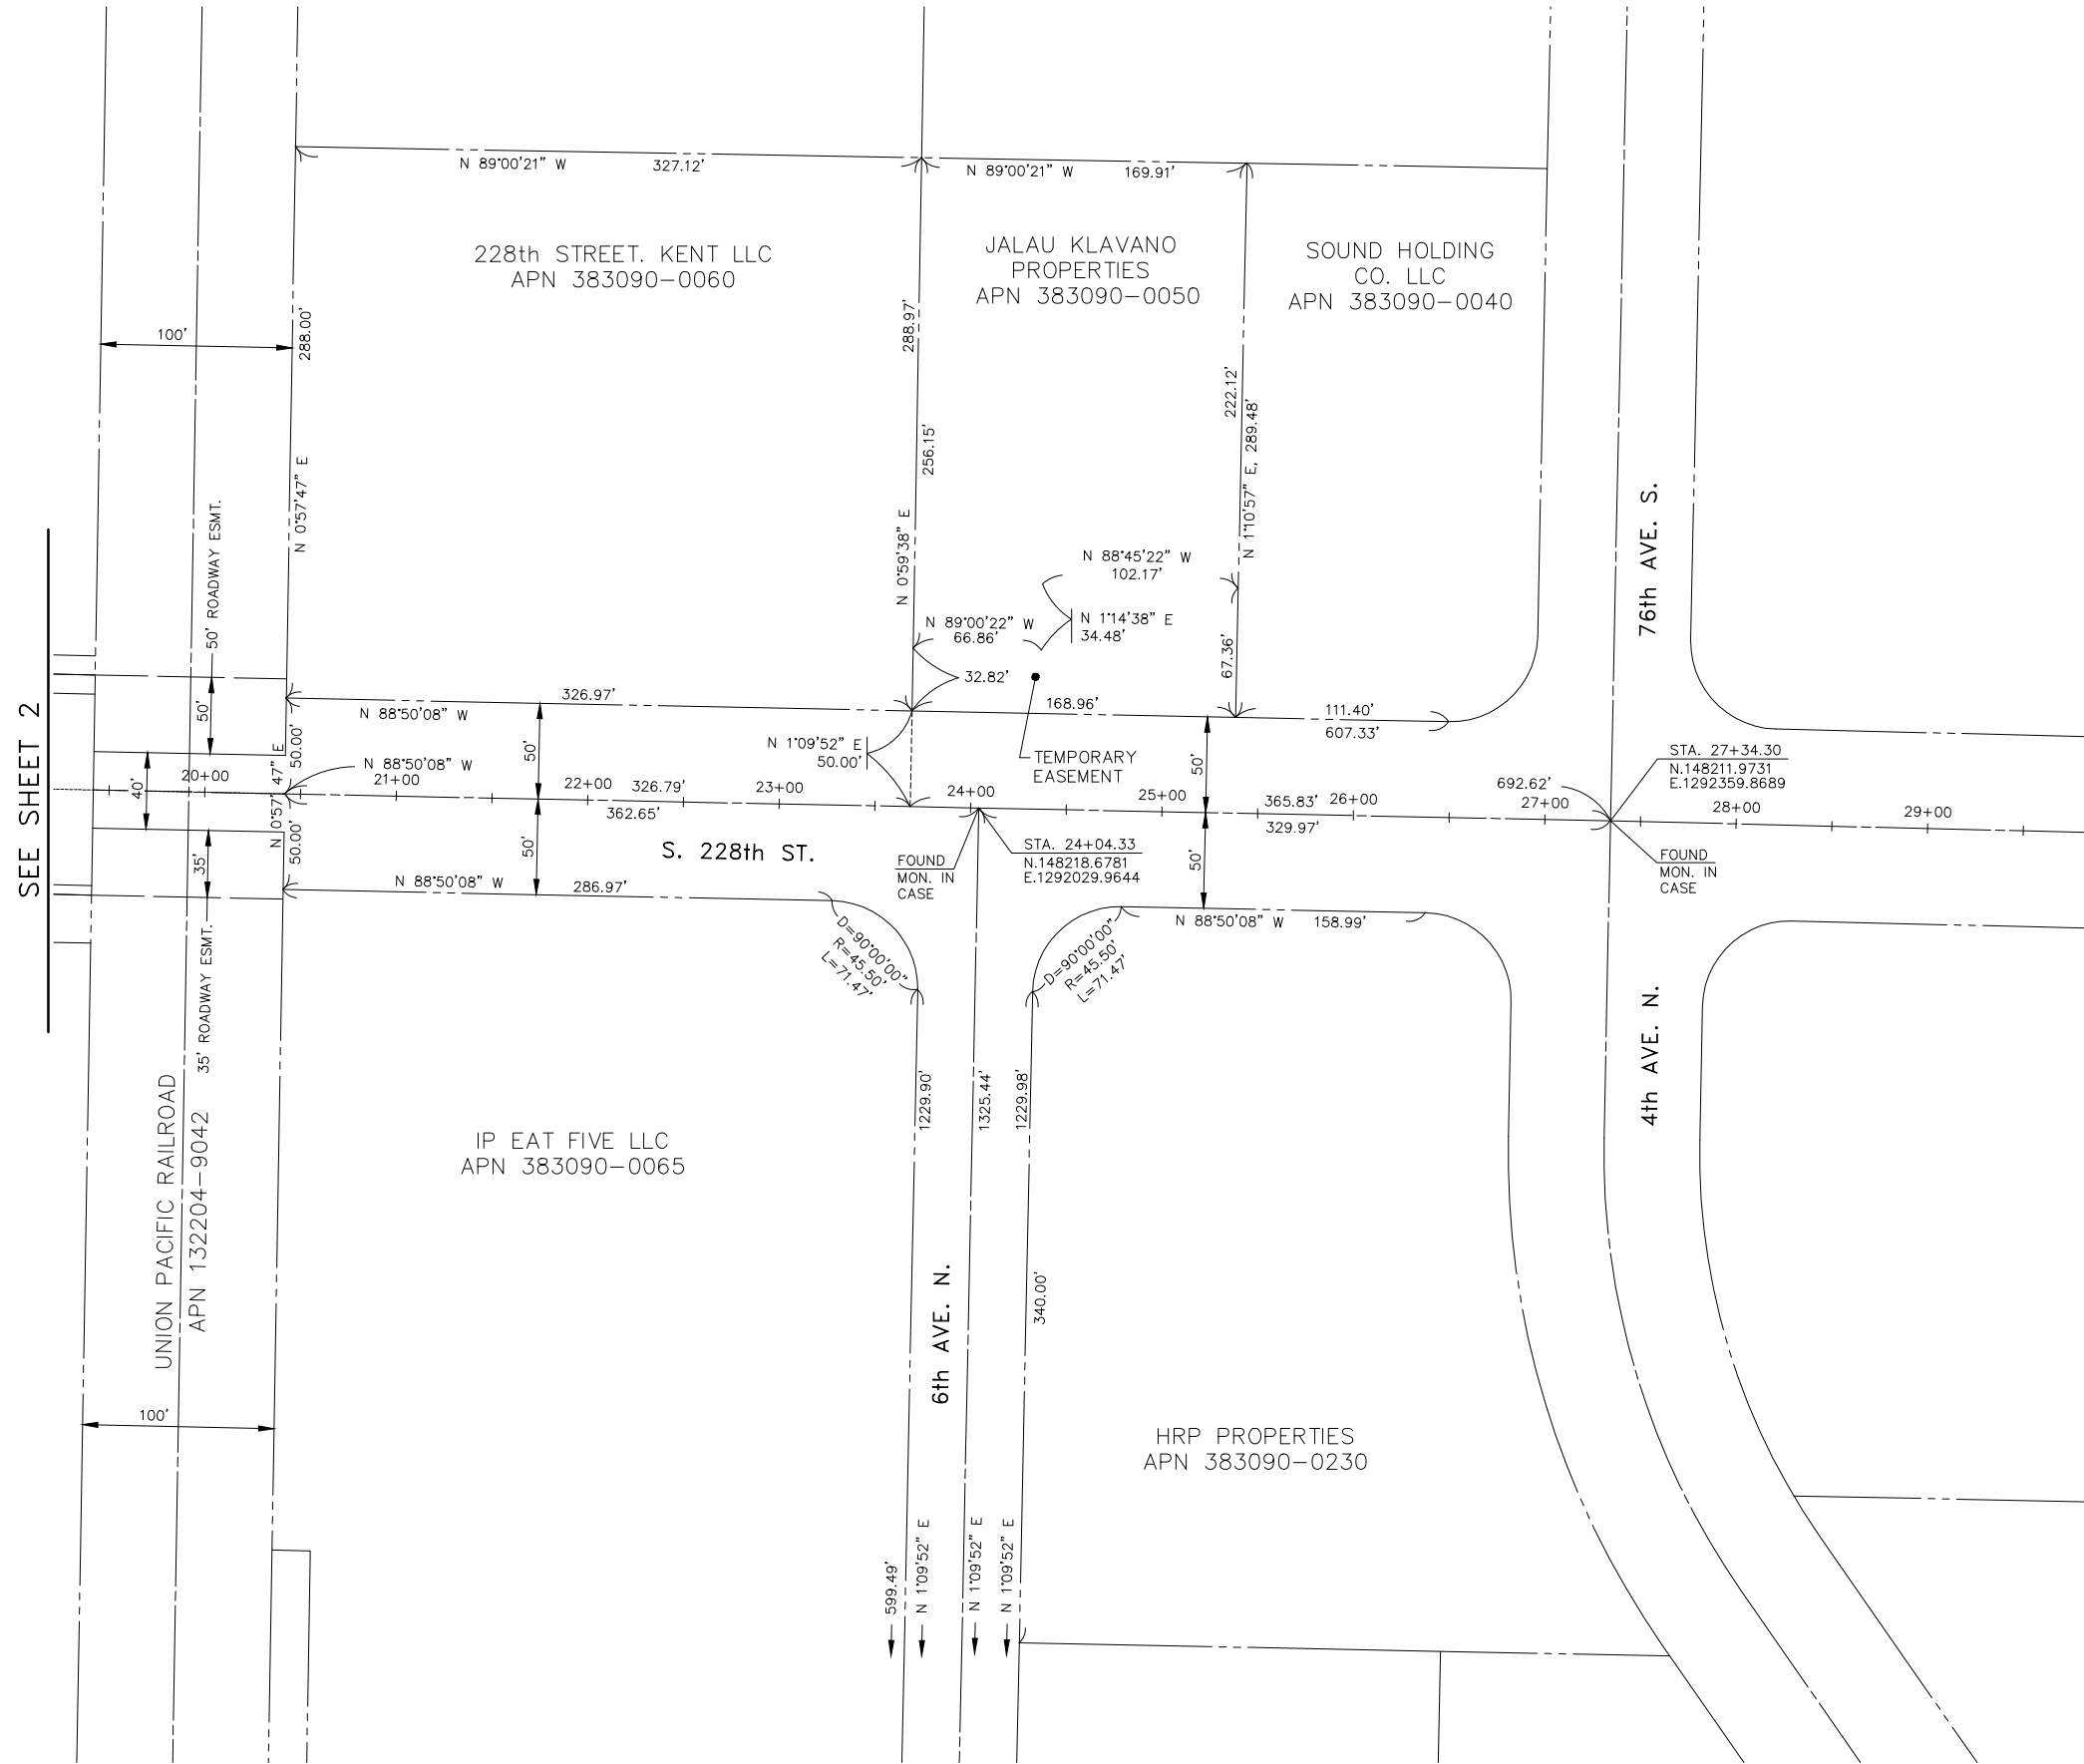 N 89°00'21" W 327.12'
N 89°00'21" W 169.91'
228th STREET. KENT LLC
APN 383090-0060
JALAU KLAVANO
PROPERTIES
APN 383090-0050
SOUND HOLDING
CO. LLC
APN 383090-0040
100'
288.00'
N 0°57'47" E
288.97'
256.15'
N 0°59'38" E
222.12'
N 1°10'57" E, 289.48'
67.36'
76th AVE. S.
SEE SHEET 2
50' ROADWAY ESMT.
50'
N 88°45'22" W
102.17'
N 89°00'22" W
66.86'
N 1°14'38" E
34.48'
32.82'
326.97'
N 88°50'08" W
168.96'
111.40'
607.33'
N 1°09'52" E
50.00'
TEMPORARY
EASEMENT
50'
50'
N 0°57'47" E
50.00'
50.00'
N 88°50'08" W
40'
20+00
21+00
22+00
326.79'
23+00
24+00
25+00
365.83'
26+00
692.62'
27+00
28+00
29+00
362.65'
329.97'
STA. 27+34.30
N.148211.9731
E.1292359.8689
FOUND
MON. IN
CASE
STA. 24+04.33
N.148218.6781
E.1292029.9644
FOUND
MON. IN
CASE
S. 228th ST.
50'
50'
35'
35' ROADWAY ESMT.
N 88°50'08" W 286.97'
D=90°00'00"
R=45.50'
L=71.47'
D=90°00'00"
R=45.50'
L=71.47'
N 88°50'08" W 158.99'
4th AVE. N.
UNION PACIFIC RAILROAD
APN 132204-9042
IP EAT FIVE LLC
APN 383090-0065
1229.90'
1325.44'
1229.98'
6th AVE. N.
340.00'
100'
HRP PROPERTIES
APN 383090-0230
599.49'
N 1°09'52" E
N 1°09'52" E
N 1°09'52" E